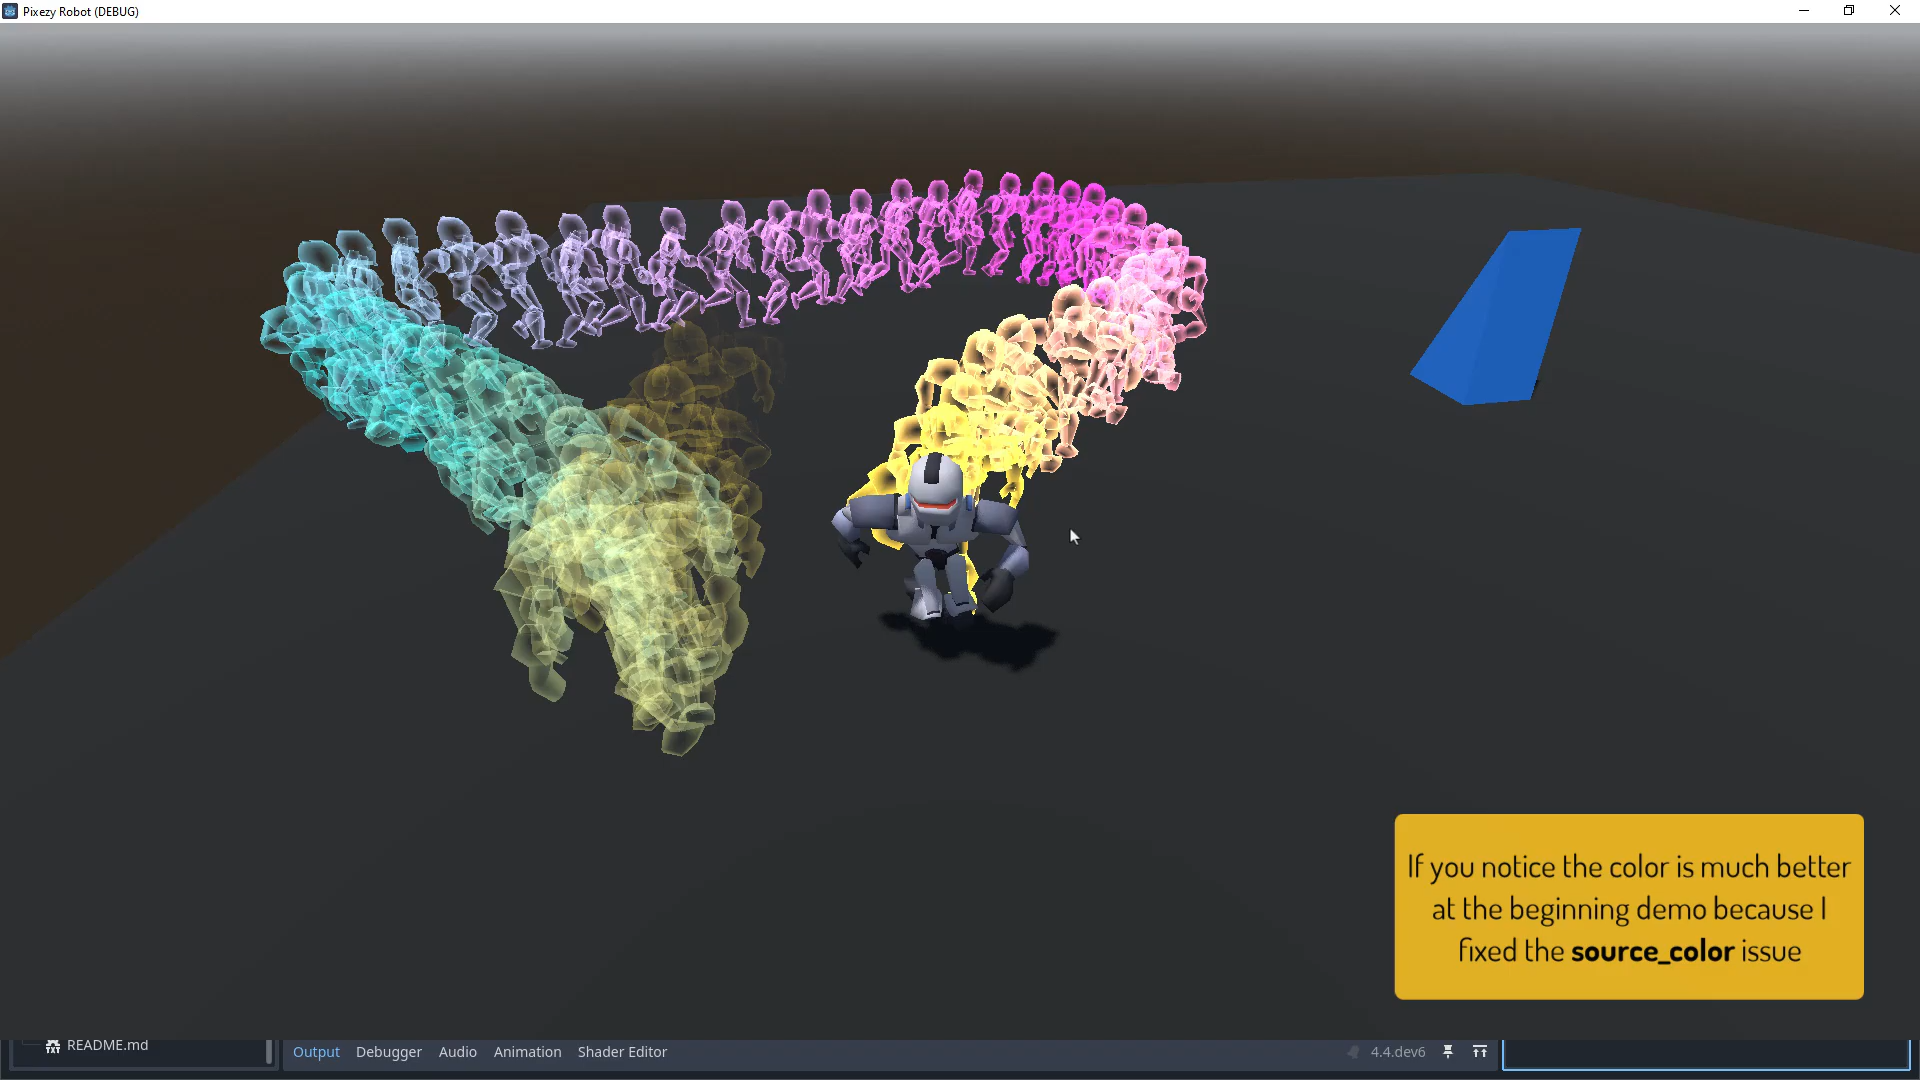 Pixezy Robot (DEBUG)
If you notice the color is much better
at the beginning demo because I
fixed the source_color issue
README.md
Output Debugger Audio Animation Shader Editor 4.4.dev6